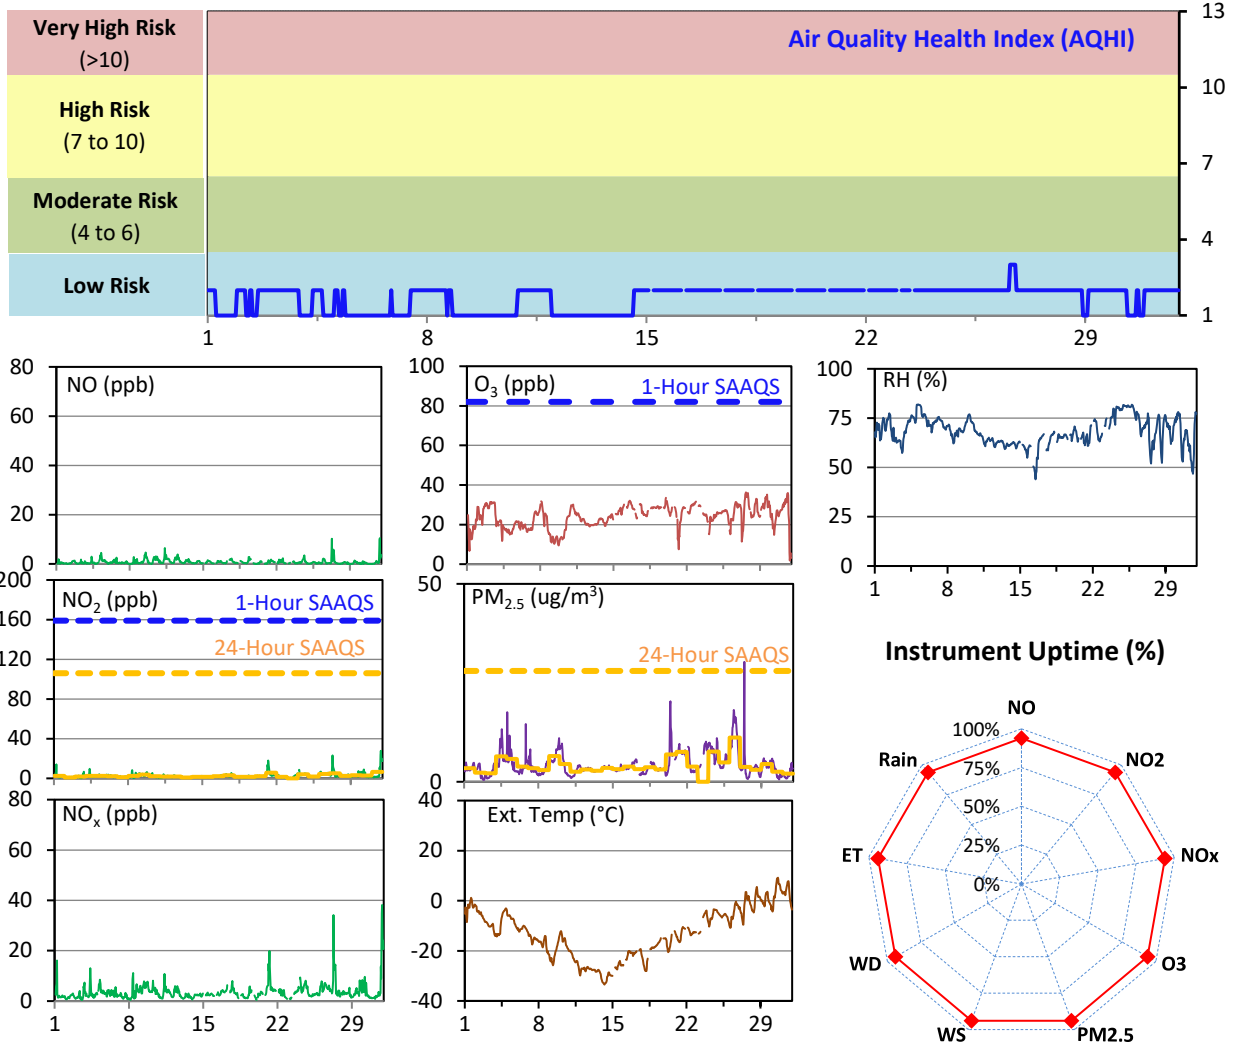 Very High Risk
(>10)
High Risk
(7 to 10)
Moderate Risk
(4 to 6)
Low Risk
Air Quality Health Index (AQHI)
13
10
7
4
1
1 8 15 22 29
80
60
40
20
0
NO (ppb)
100
80
60
40
20
0
O3 (ppb)
1-Hour SAAQS
100
75
50
25
0
RH (%)
1 8 15 22 29
200
160
120
80
40
0
NO2 (ppb)
1-Hour SAAQS
24-Hour SAAQS
50
0
PM2.5 (ug/m³)
24-Hour SAAQS
80
60
40
20
0
NOx (ppb)
1 8 15 22 29
40
20
0
-20
-40
Ext. Temp (°C)
1 8 15 22 29
Instrument Uptime (%)
NO
NO2
NOx
O3
PM2.5
WS
WD
ET
Rain
100%
75%
50%
25%
0%